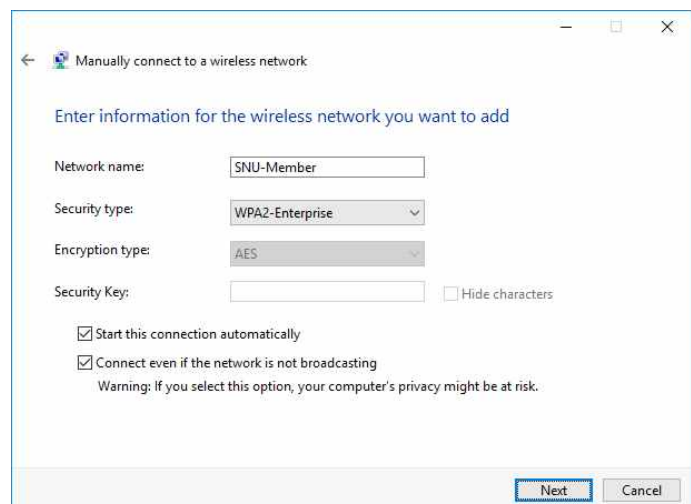 Manually connect to a wireless network
Enter information for the wireless network you want to add
Network name:
SNU-Member
Security type:
WPA2-Enterprise
Encryption type:
AES
Security Key:
Hide characters
Start this connection automatically
Connect even if the network is not broadcasting
Warning: If you select this option, your computer's privacy might be at risk.
Next
Cancel